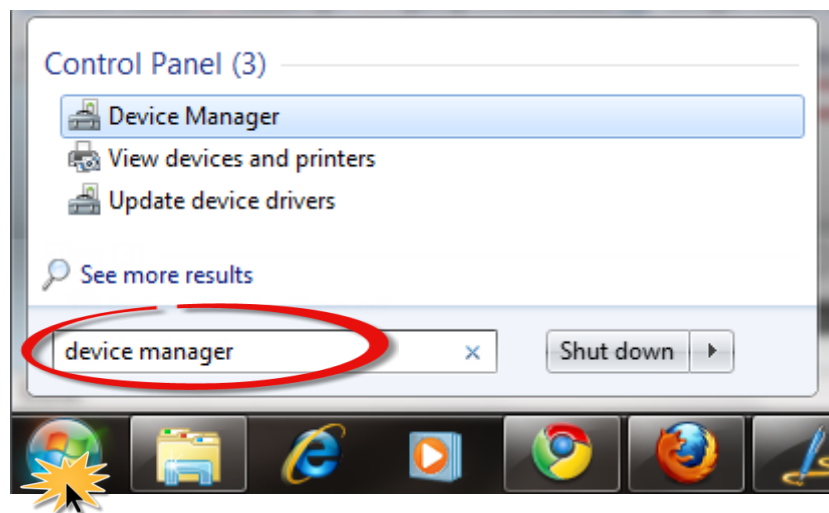 Control Panel (3)
Device Manager
View devices and printers
Update device drivers
See more results
device manager
Shut down